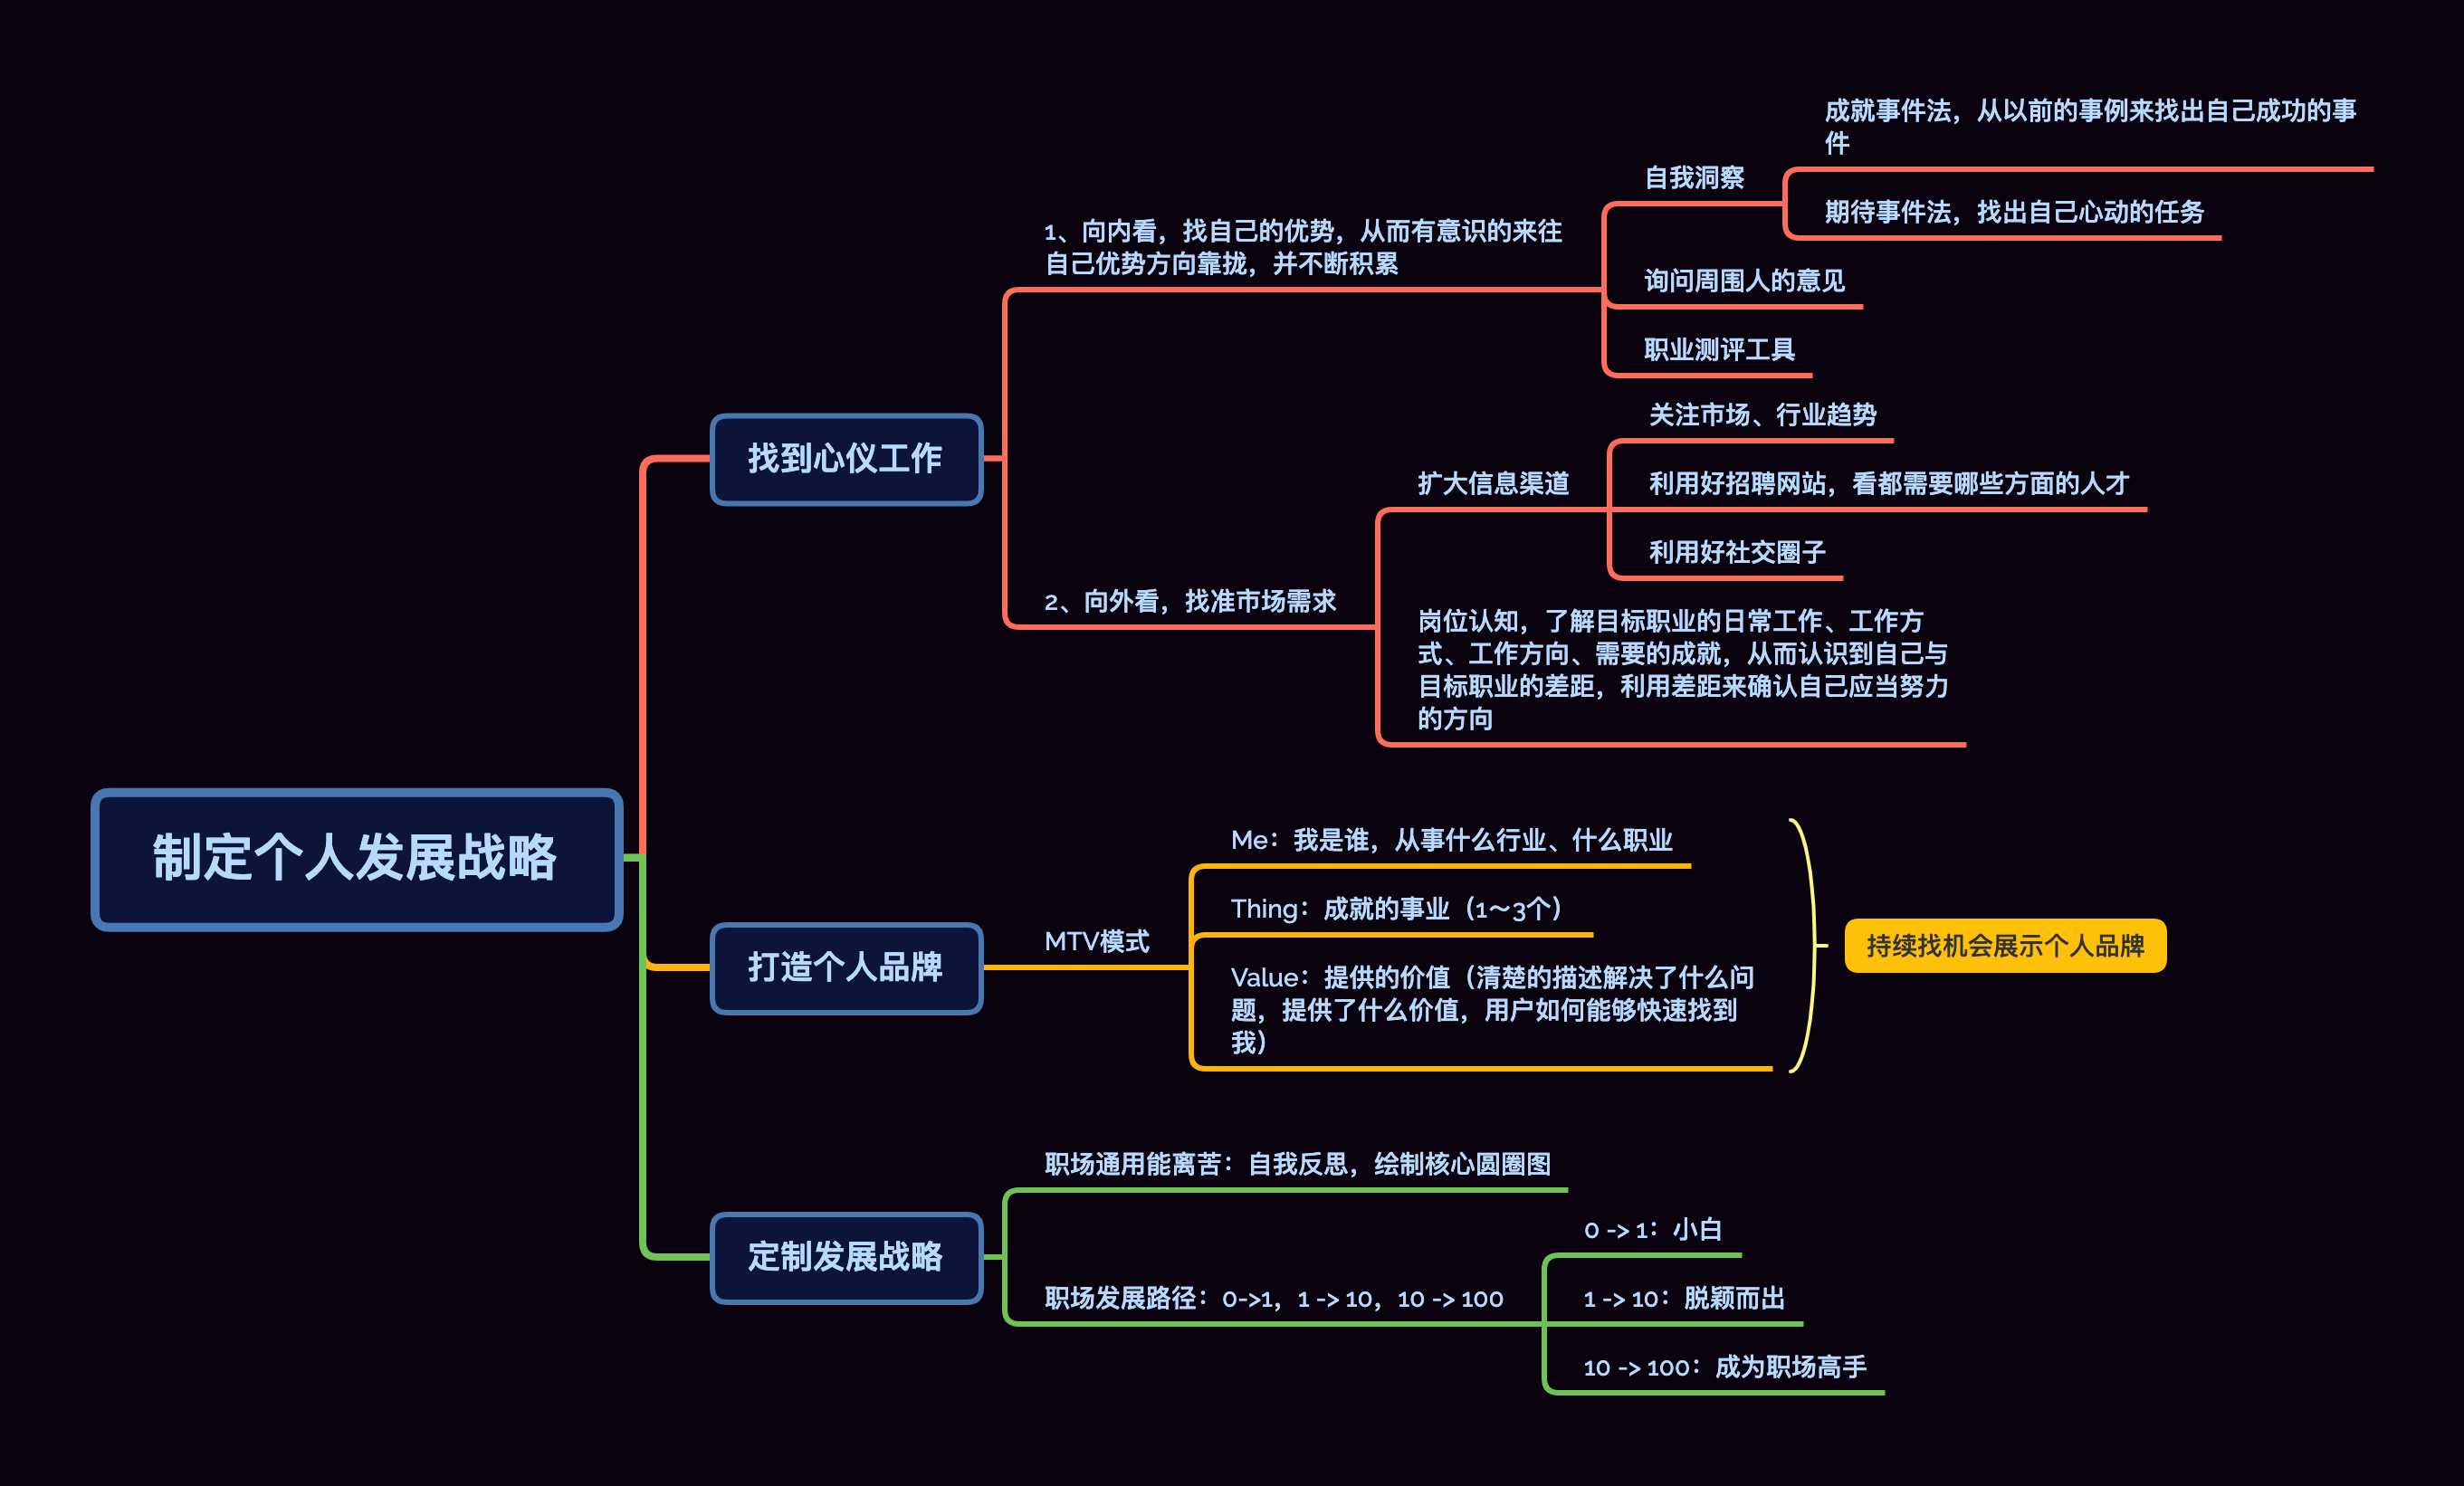 制定个人发展战略
找到心仪工作
1、向内看，找自己的优势，从而有意识的来往
自己优势方向靠拢，并不断积累
自我洞察
成就事件法，从以前的事例来找出自己成功的事
件
期待事件法，找出自己心动的任务
询问周围人的意见
职业测评工具
2、向外看，找准市场需求
扩大信息渠道
关注市场、行业趋势
利用好招聘网站，看都需要哪些方面的人才
利用好社交圈子
岗位认知，了解目标职业的日常工作、工作方
式、工作方向、需要的成就，从而认识到自己与
目标职业的差距，利用差距来确认自己应当努力
的方向
打造个人品牌
MTV模式
Me：我是谁，从事什么行业、什么职业
Thing：成就的事业（1～3个）
Value：提供的价值（清楚的描述解决了什么问
题，提供了什么价值，用户如何能够快速找到
我）
持续找机会展示个人品牌
定制发展战略
职场通用能离苦：自我反思，绘制核心圆圈图
职场发展路径：0->1，1 -> 10，10 -> 100
0 -> 1：小白
1 -> 10：脱颖而出
10 -> 100：成为职场高手